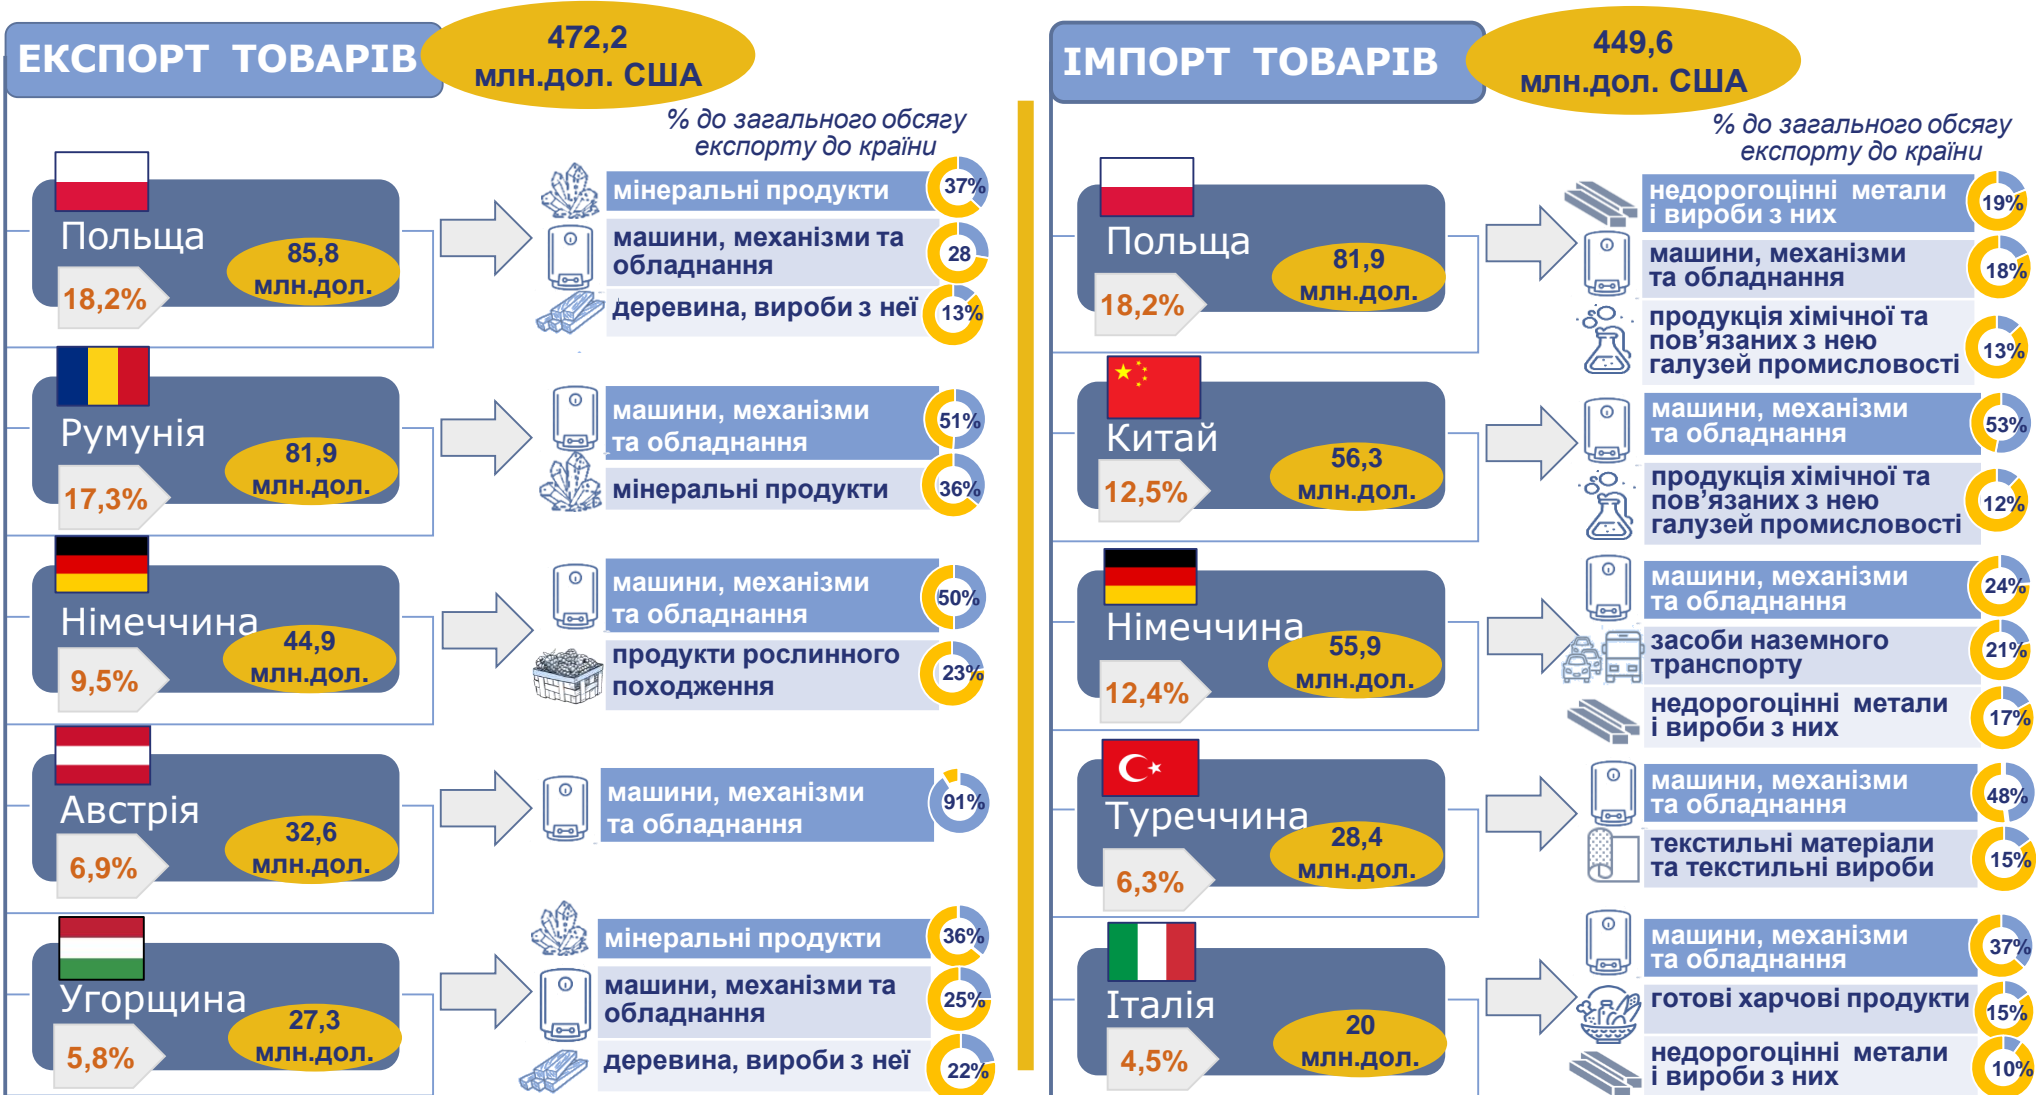 ЕКСПОРТ ТОВАРІВ
472,2
млн.дол. США
% до загального обсягу
експорту до країни
Польща
85,8
млн.дол.
18,2%
мінеральні продукти
37%
машини, механізми та
обладнання
28
деревина, вироби з неї
13%
Румунія
81,9
млн.дол.
17,3%
машини, механізми
та обладнання
51%
мінеральні продукти
36%
Німеччина
44,9
млн.дол.
9,5%
машини, механізми
та обладнання
50%
продукти рослинного
походження
23%
Австрія
32,6
млн.дол.
6,9%
машини, механізми
та обладнання
91%
Угорщина
27,3
млн.дол.
5,8%
мінеральні продукти
36%
машини, механізми та
обладнання
25%
деревина, вироби з неї
22%
ІМПОРТ ТОВАРІВ
449,6
млн.дол. США
% до загального обсягу
експорту до країни
Польща
81,9
млн.дол.
18,2%
недорогоцінні метали
і вироби з них
19%
машини, механізми
та обладнання
18%
продукція хімічної та
пов’язаних з нею
галузей промисловості
13%
Китай
56,3
млн.дол.
12,5%
машини, механізми
та обладнання
53%
продукція хімічної та
пов’язаних з нею
галузей промисловості
12%
Німеччина
55,9
млн.дол.
12,4%
машини, механізми
та обладнання
24%
засоби наземного
транспорту
21%
недорогоцінні метали
і вироби з них
17%
Туреччина
28,4
млн.дол.
6,3%
машини, механізми
та обладнання
48%
текстильні матеріали
та текстильні вироби
15%
Італія
20
млн.дол.
4,5%
машини, механізми
та обладнання
37%
готові харчові продукти
15%
недорогоцінні метали
і вироби з них
10%